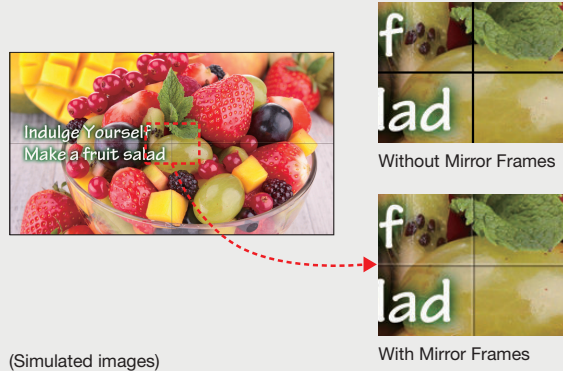 Indulge Yourself
Make a fruit salad
f
lad
Without Mirror Frames
f
lad
With Mirror Frames
(Simulated images)